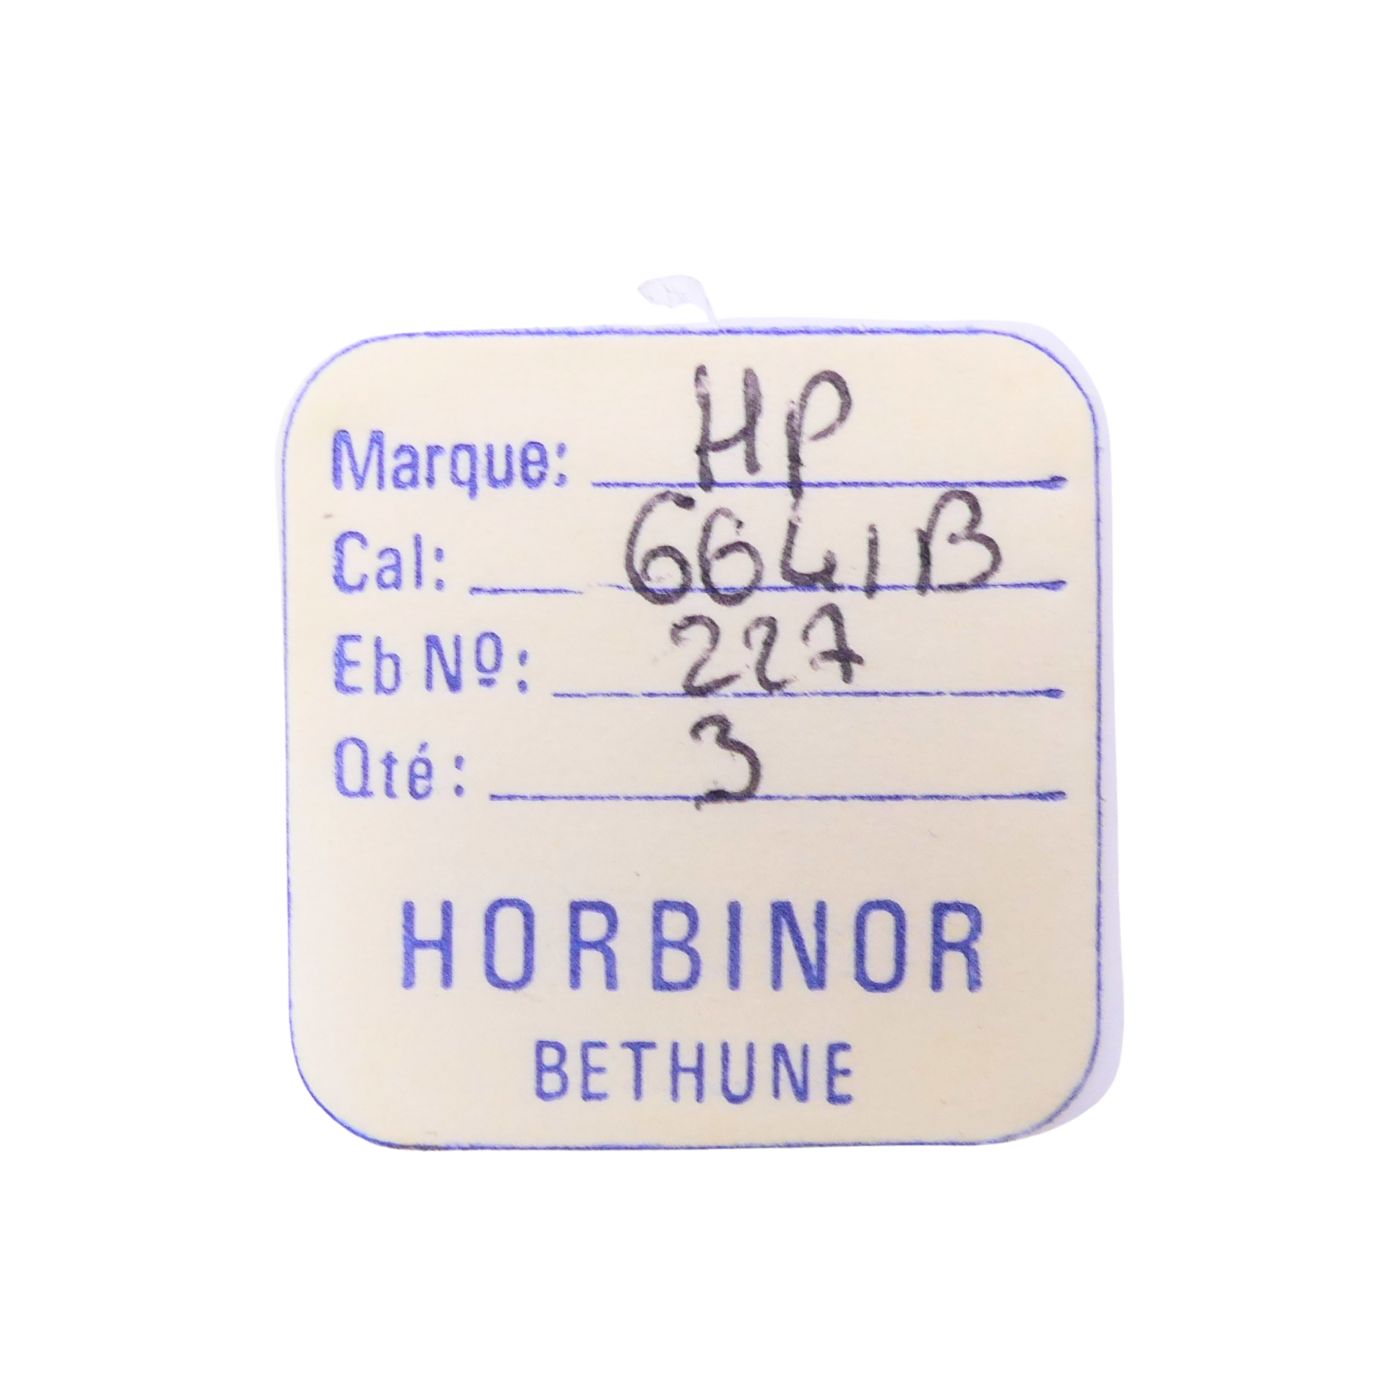 Marque: HP
Cal: 6641B
Eb Nº: 227
Qté: 3
HORBINOR
BETHUNE